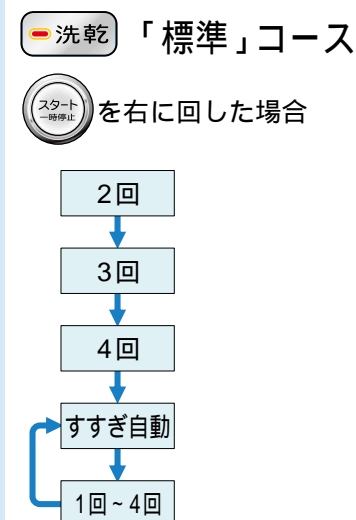 洗乾「標準」コース
スタート
一時停止
を右に回した場合
2回
3回
4回
すすぎ自動
1回~4回